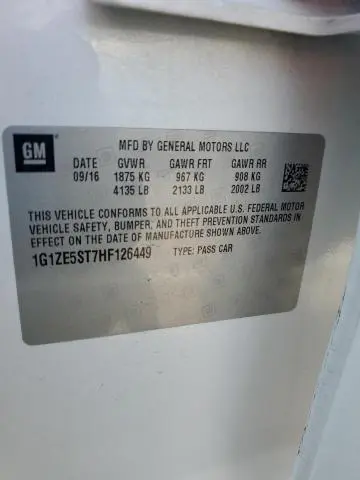 GM
MFD BY GENERAL MOTORS LLC
09/16 GVWR GAWR FRT GAWR RR
1875 KG 967 KG 908 KG
4135 LB 2133 LB 2002 LB
THIS VEHICLE CONFORMS TO ALL APPLICABLE U.S. FEDERAL MOTOR
VEHICLE SAFETY, BUMPER, AND THEFT PREVENTION STANDARDS IN
EFFECT ON THE DATE OF MANUFACTURE SHOWN ABOVE.
1G1ZE5ST7HF126449 TYPE: PASS CAR